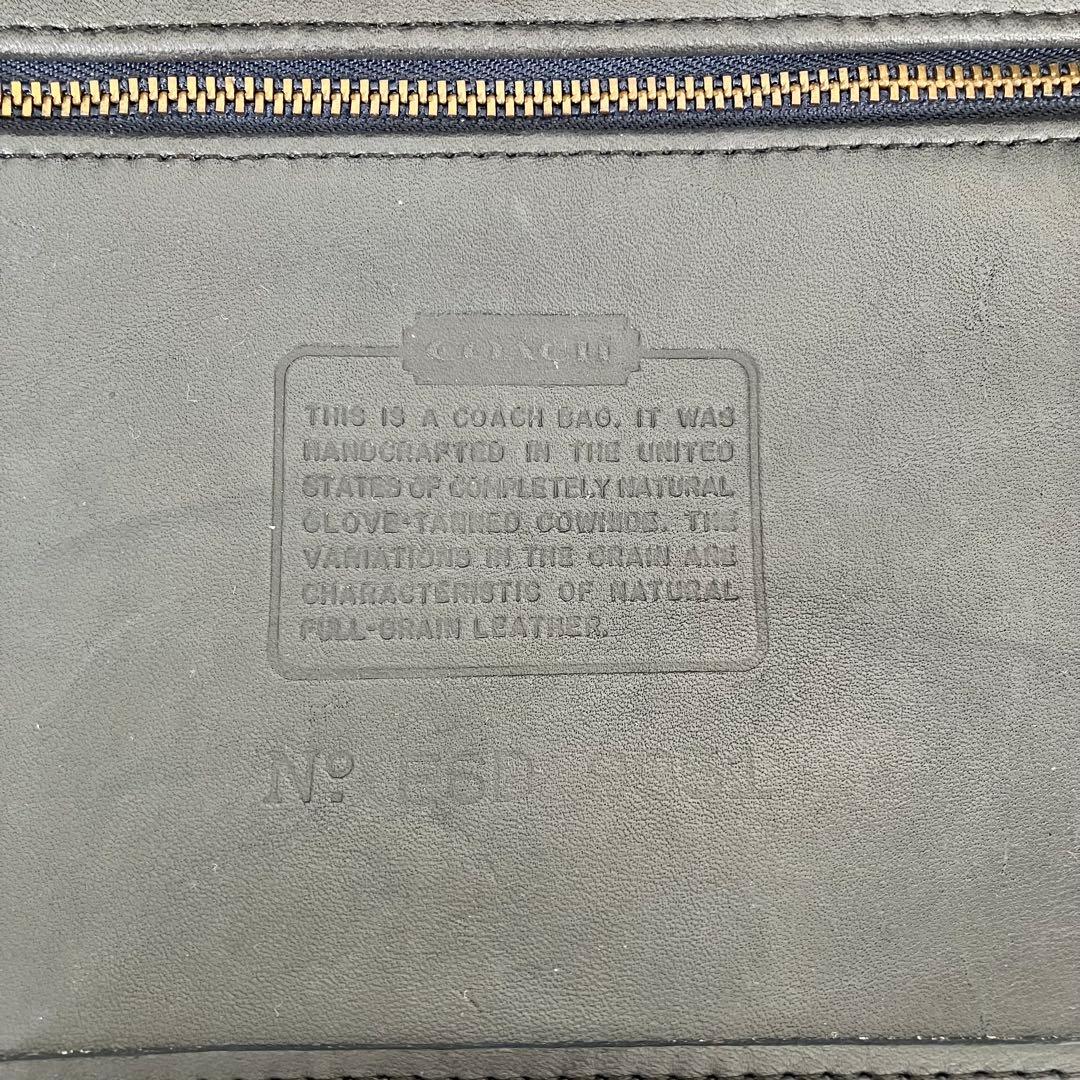 COACH
THIS IS A COACH BAG. IT WAS
HANDCRAFTED IN THE UNITED
STATES OF COMPLETELY NATURAL
GLOVE-TANNED COWHIDE. THE
VARIATIONS IN THE GRAIN ARE
CHARACTERISTIC OF NATURAL
FULL-GRAIN LEATHER.
Nº